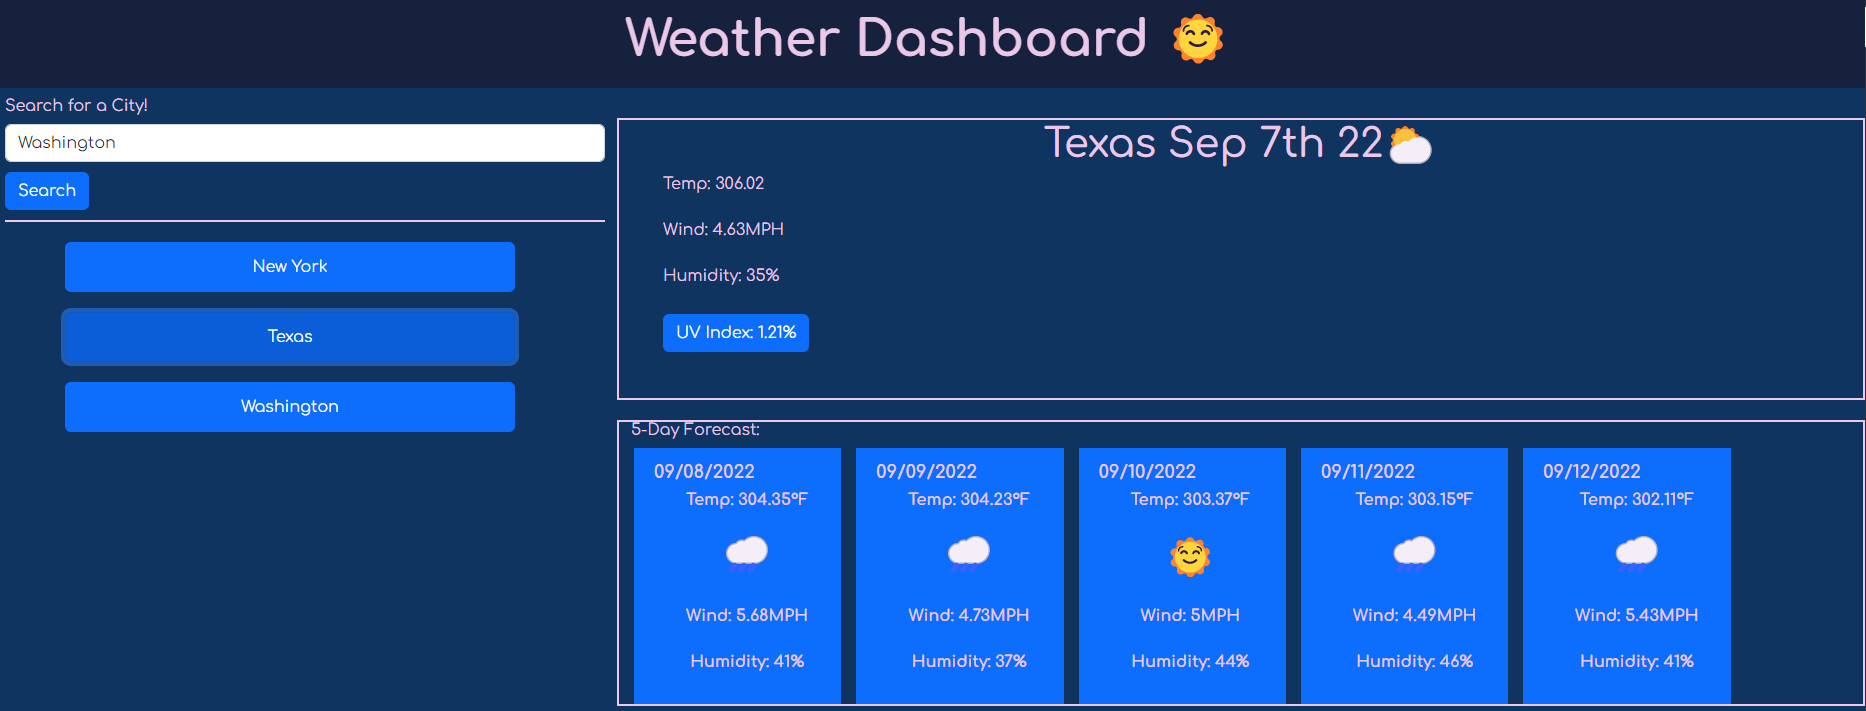 Weather Dashboard
Search for a City!
Washington
Search
New York
Texas
Washington
Texas Sep 7th 22
Temp: 306.02
Wind: 4.63MPH
Humidity: 35%
UV Index: 1.21%
5-Day Forecast:
09/08/2022
Temp: 304.35°F
Wind: 5.68MPH
Humidity: 41%
09/09/2022
Temp: 304.23°F
Wind: 4.73MPH
Humidity: 37%
09/10/2022
Temp: 303.37°F
Wind: 5MPH
Humidity: 44%
09/11/2022
Temp: 303.15°F
Wind: 4.49MPH
Humidity: 46%
09/12/2022
Temp: 302.11°F
Wind: 5.43MPH
Humidity: 41%